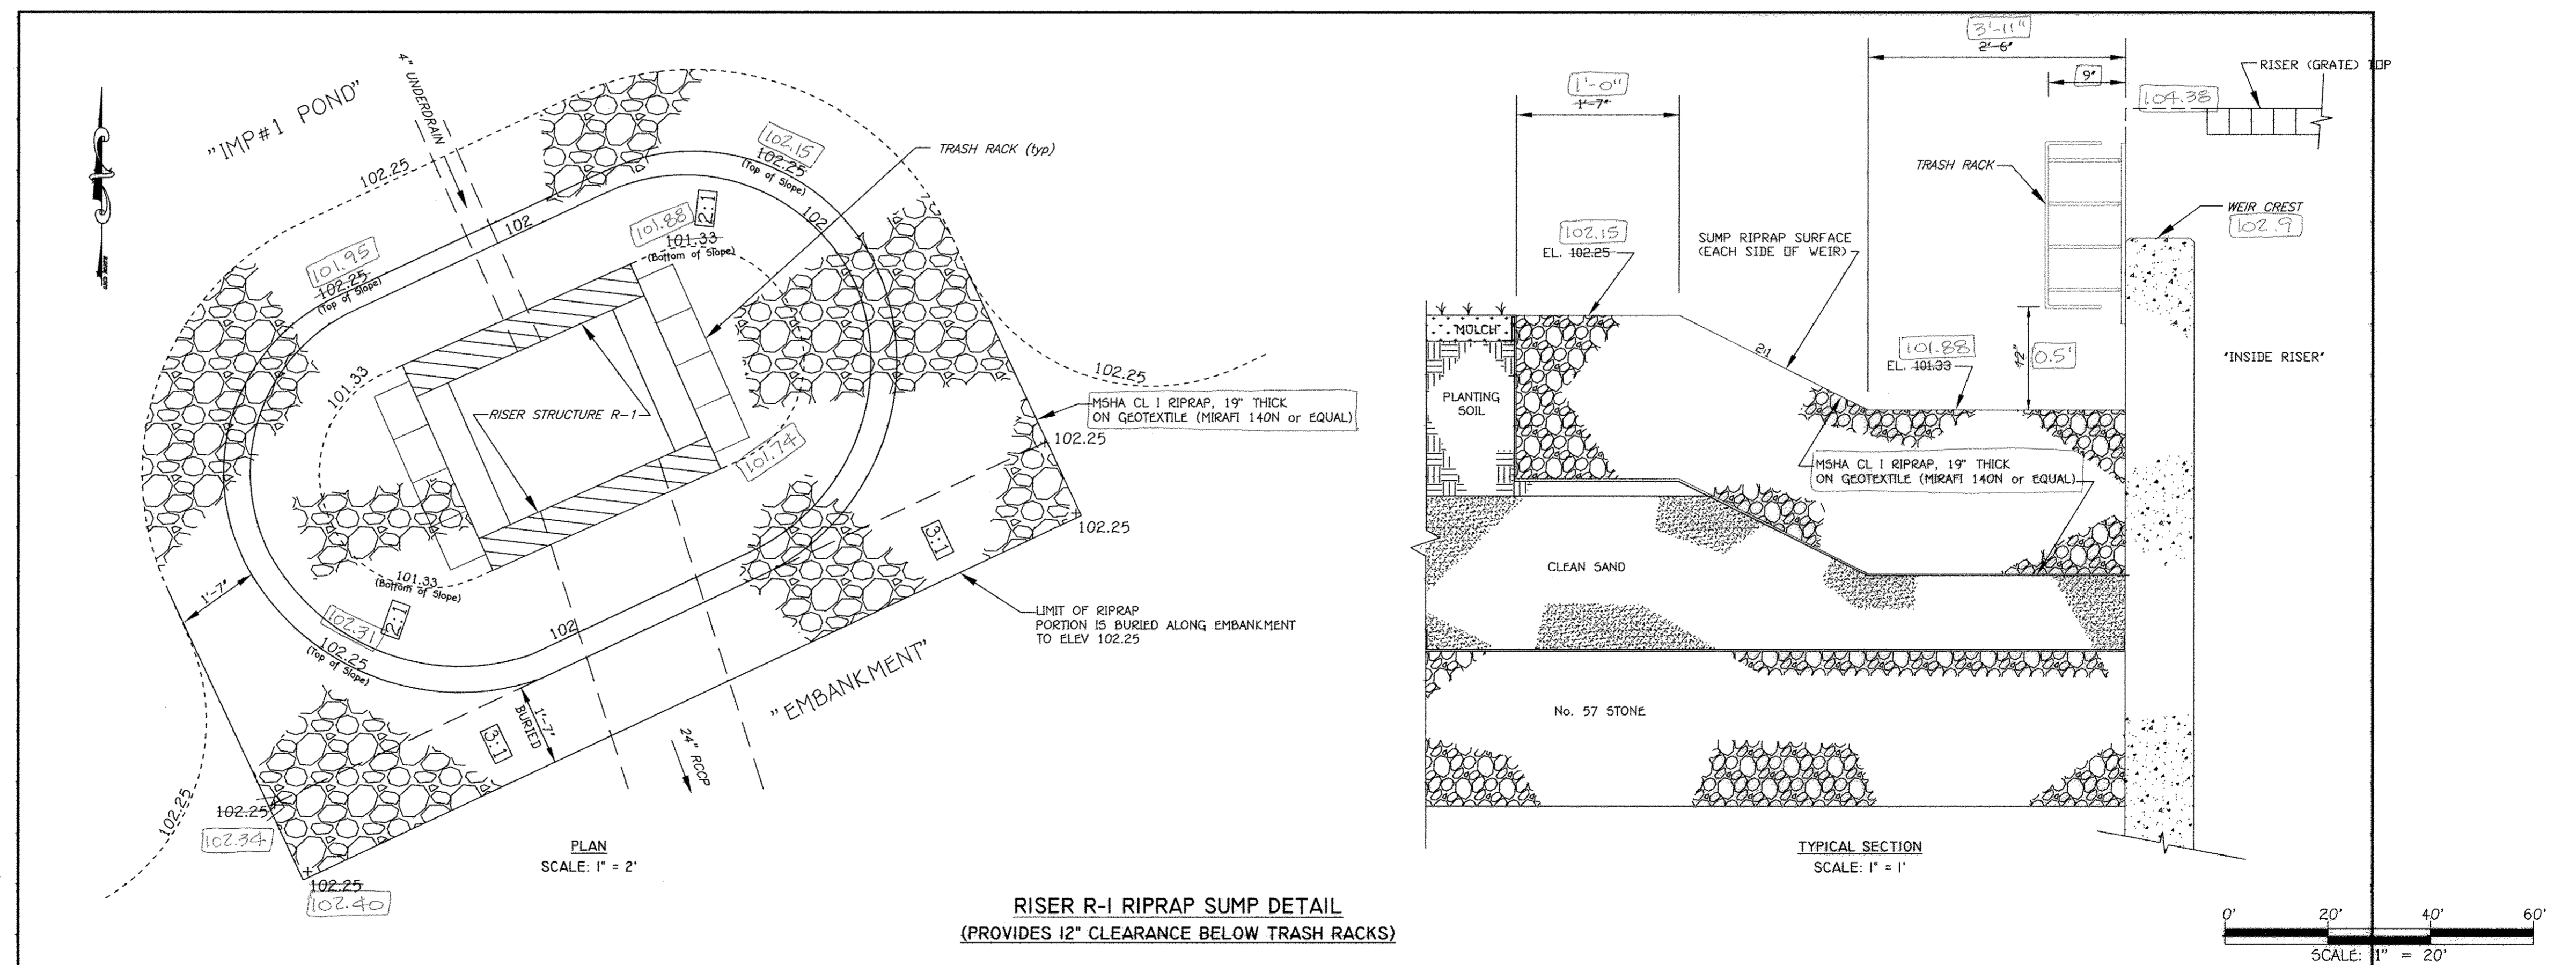 "IMP#1 POND"
4" UNDERDRAIN
102.25
102.15
102.25
(Top of Slope)
TRASH RACK (typ)
102
2:1
102
101.88
101.33
(Bottom of Slope)
101.95
102.25
(Top of Slope)
101.33
RISER STRUCTURE R-1
101.74
102.25
MSHA CL I RIPRAP, 19" THICK
ON GEOTEXTILE (MIRAFI 140N or EQUAL)
102.25
102.25
3:1
101.33
(Bottom of Slope)
2:1
102.31
102.25
(Top of Slope)
1'-7"
102
LIMIT OF RIPRAP
PORTION IS BURIED ALONG EMBANKMENT
TO ELEV 102.25
"EMBANKMENT"
1'-7"
BURIED
3:1
24" RCCP
102.25
102.25
102.34
102.25
102.40
PLAN
SCALE: 1" = 2'
3'-11"
2'-6"
9"
1'-0"
1'-7"
RISER (GRATE) TOP
104.38
TRASH RACK
WEIR CREST
102.9
102.15
EL. 102.25
SUMP RIPRAP SURFACE
(EACH SIDE OF WEIR)
2:1
101.88
EL. 101.33
12"
0.5'
"INSIDE RISER"
MULCH
PLANTING
SOIL
MSHA CL I RIPRAP, 19" THICK
ON GEOTEXTILE (MIRAFI 140N or EQUAL)
CLEAN SAND
No. 57 STONE
TYPICAL SECTION
SCALE: 1" = 1'
RISER R-1 RIPRAP SUMP DETAIL
(PROVIDES 12" CLEARANCE BELOW TRASH RACKS)
0' 20' 40' 60'
SCALE: 1" = 20'